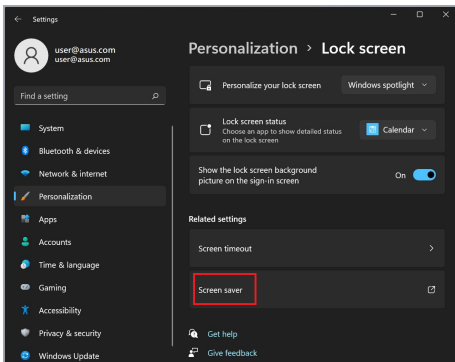 Settings
user@asus.com
user@asus.com
Find a setting
System
Bluetooth & devices
Network & internet
Personalization
Apps
Accounts
Time & language
Gaming
Accessibility
Privacy & security
Windows Update
Personalization > Lock screen
Personalize your lock screen
Windows spotlight
Lock screen status
Choose an app to show detailed status
on the lock screen
Calendar
Show the lock screen background
picture on the sign-in screen
On
Related settings
Screen timeout
Screen saver
Get help
Give feedback